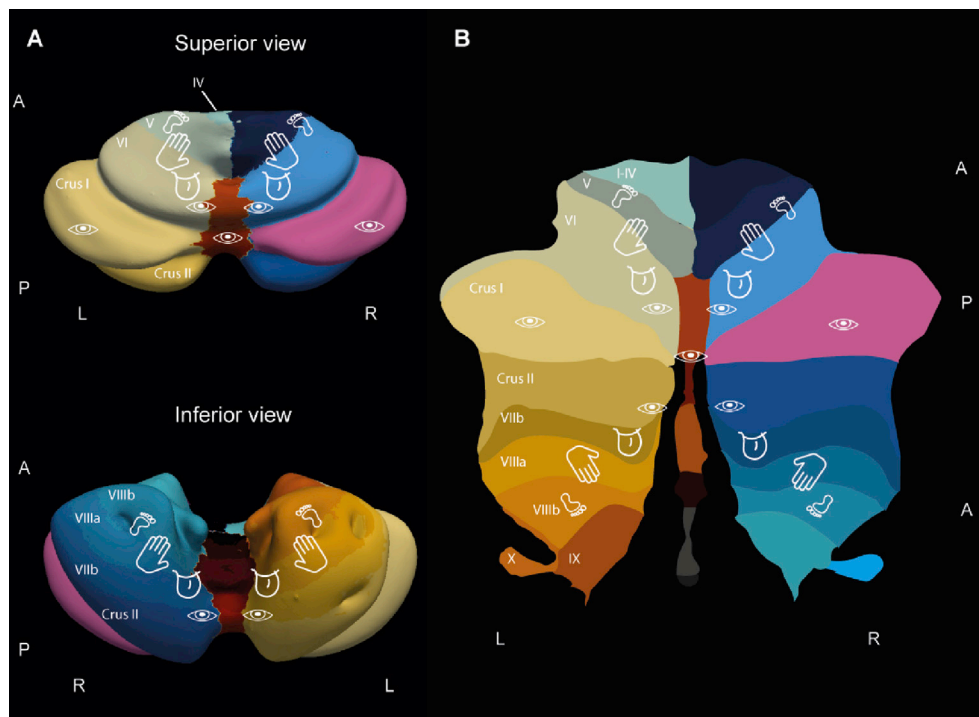 A
Superior view
IV
A
V
VI
Crus I
Crus II
P
L
R
Inferior view
A
VIIIb
VIIIa
VIIb
Crus II
P
R
L
B
A
I-IV
V
VI
Crus I
P
Crus II
VIIb
VIIIa
VIIIb
A
X
IX
L
R